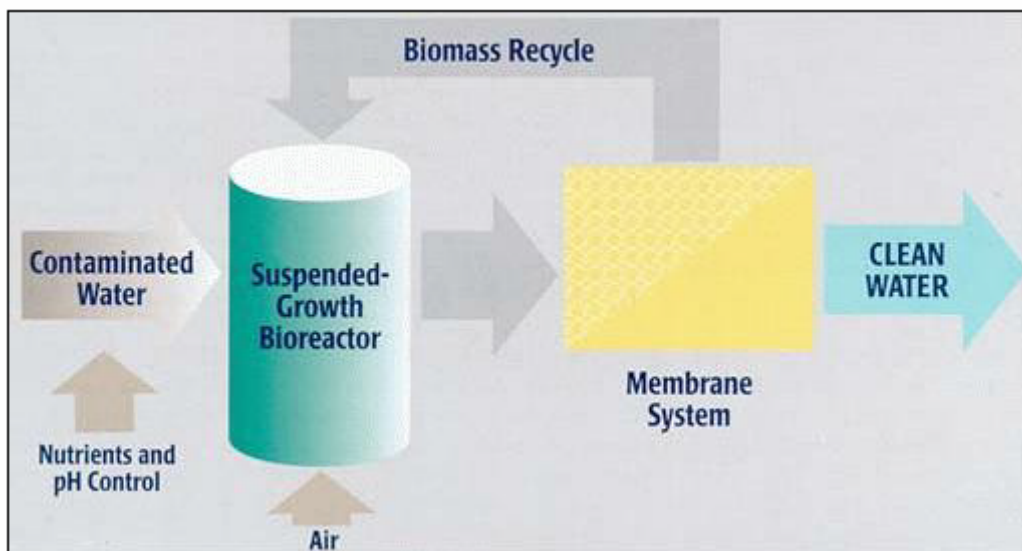 Biomass Recycle
Contaminated
Water
Suspended-
Growth
Bioreactor
CLEAN
WATER
Membrane
System
Nutrients and
pH Control
Air